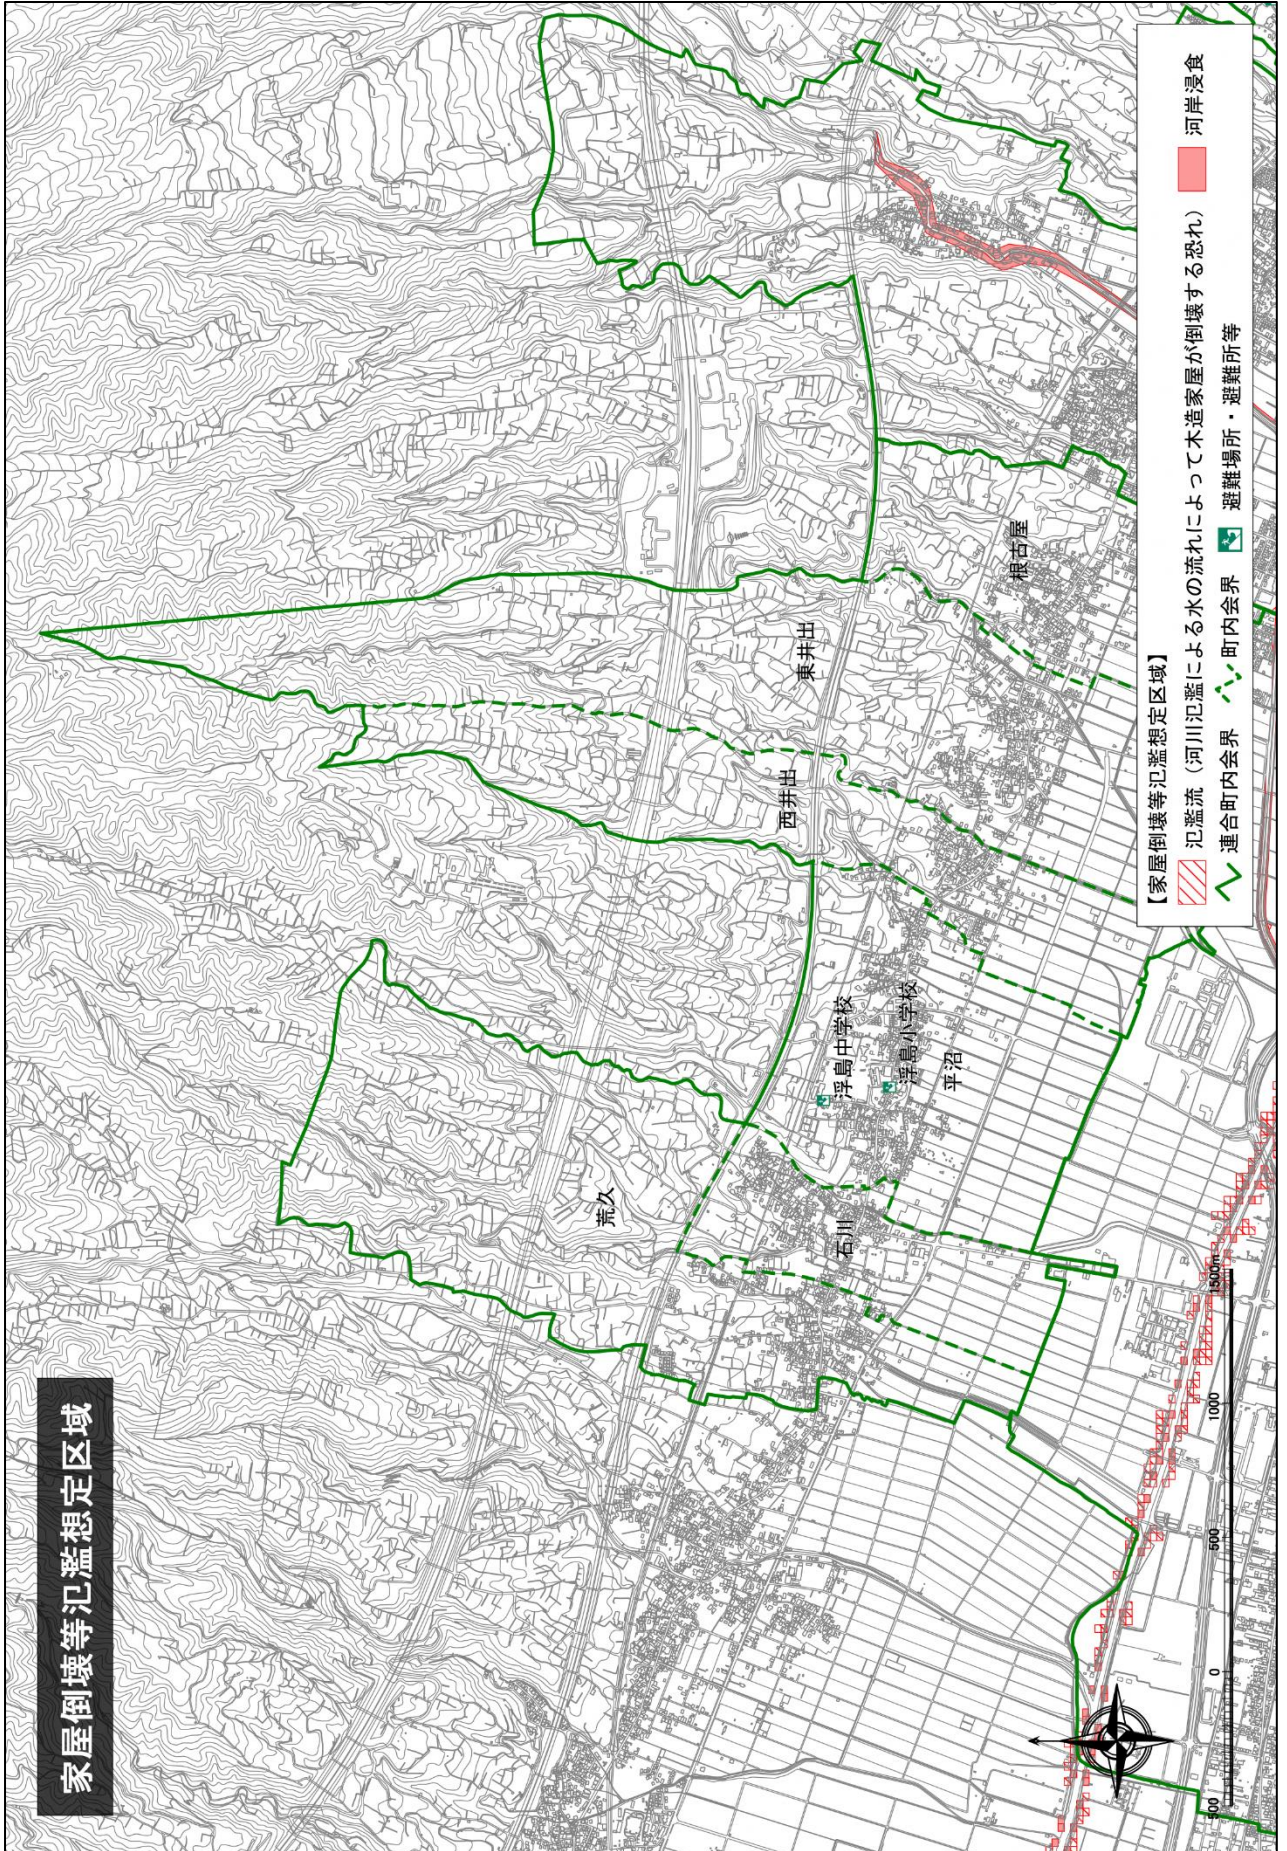 家屋倒壊等氾濫想定区域
荒久
石川
浮島中学校
浮島小学校
平沼
西井出
東井出
根古屋
【家屋倒壊等氾濫想定区域】
氾濫流（河川氾濫による水の流れによって木造家屋が倒壊する恐れ） 河岸浸食
連合町内会界 町内会界 避難場所・避難所等
500 0 500 1000 1500m